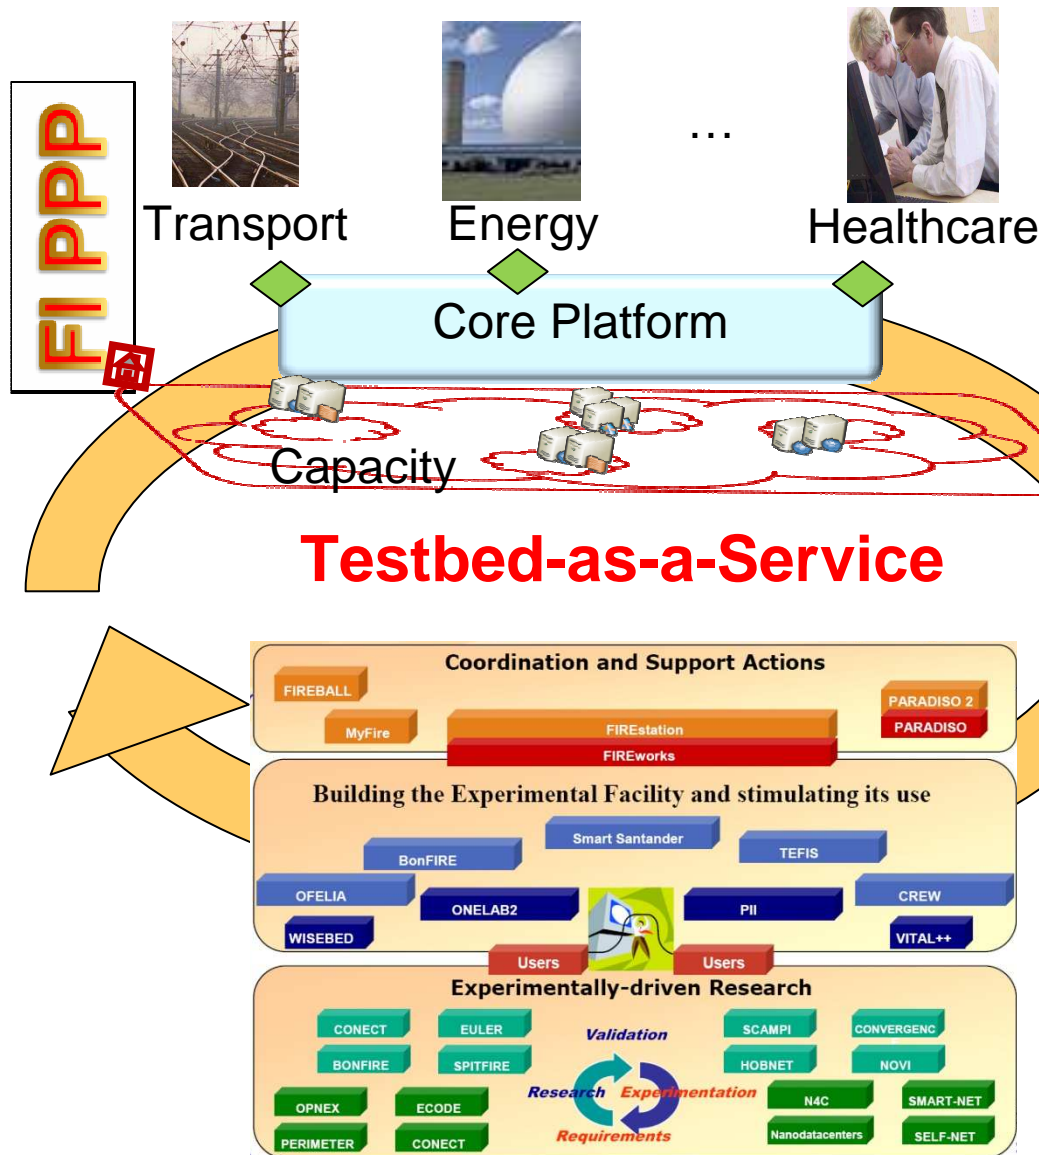 FI PPP
…
Transport
Energy
Healthcare
Core Platform
Capacity
Testbed-as-a-Service
Coordination and Support Actions
FIREBALL
PARADISO 2
MyFire
FIREstation
PARADISO
FIREworks
Building the Experimental Facility and stimulating its use
Smart Santander
BonFIRE
TEFIS
OFELIA
CREW
ONELAB2
PII
WISEBED
VITAL++
Users
Users
Experimentally-driven Research
CONECT
EULER
Validation
SCAMPI
CONVERGENC
BONFIRE
SPITFIRE
HOBNET
NOVI
Research
Experimentation
OPNEX
ECODE
N4C
SMART-NET
Requirements
PERIMETER
CONECT
Nanodatacenters
SELF-NET